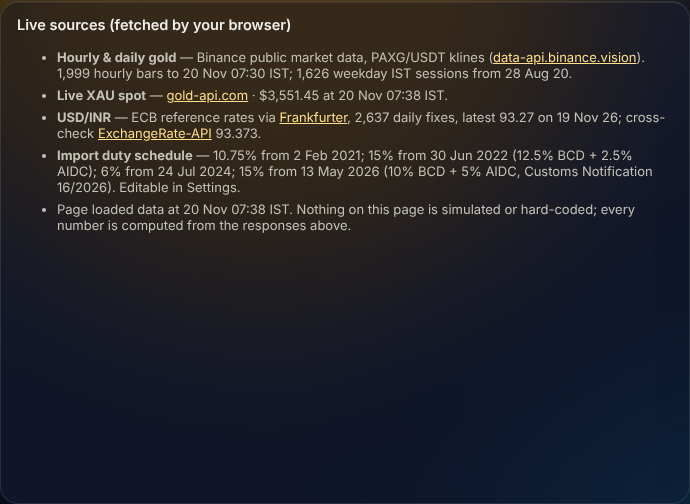 Live sources (fetched by your browser)
• Hourly & daily gold — Binance public market data, PAXG/USDT klines (data-api.binance.vision).
1,999 hourly bars to 20 Nov 07:30 IST; 1,626 weekday IST sessions from 28 Aug 20.
• Live XAU spot — gold-api.com · $3,551.45 at 20 Nov 07:38 IST.
• USD/INR — ECB reference rates via Frankfurter, 2,637 daily fixes, latest 93.27 on 19 Nov 26; cross-
check ExchangeRate-API 93.373.
• Import duty schedule — 10.75% from 2 Feb 2021; 15% from 30 Jun 2022 (12.5% BCD + 2.5%
AIDC); 6% from 24 Jul 2024; 15% from 13 May 2026 (10% BCD + 5% AIDC, Customs Notification
16/2026). Editable in Settings.
• Page loaded data at 20 Nov 07:38 IST. Nothing on this page is simulated or hard-coded; every
number is computed from the responses above.